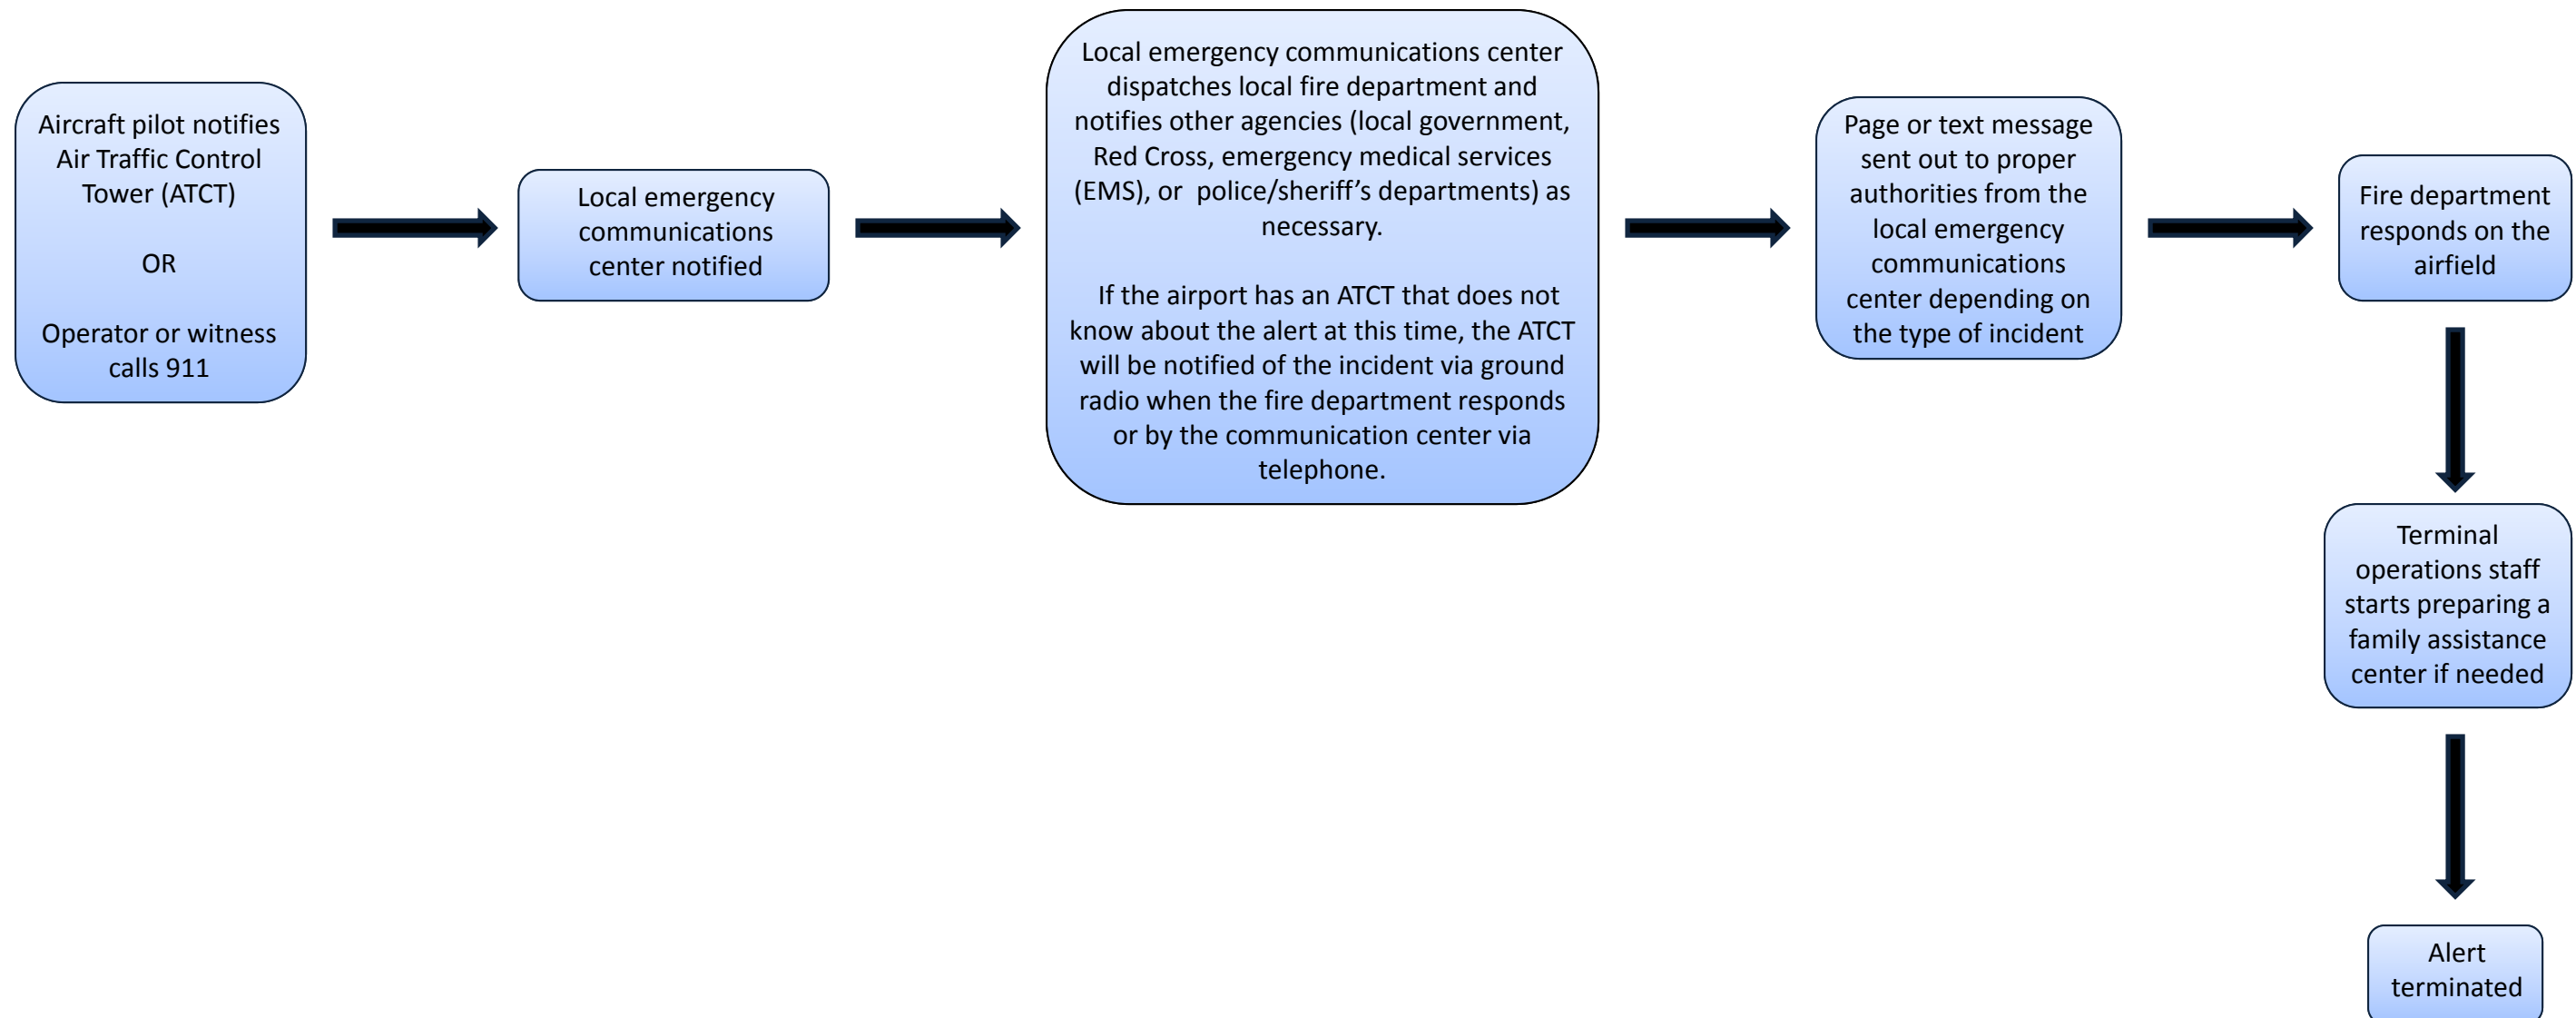 Aircraft pilot notifies
Air Traffic Control
Tower (ATCT)
OR
Operator or witness
calls 911
Local emergency
communications
center notified
Local emergency communications center
dispatches local fire department and
notifies other agencies (local government,
Red Cross, emergency medical services
(EMS), or police/sheriff’s departments) as
necessary.
If the airport has an ATCT that does not
know about the alert at this time, the ATCT
will be notified of the incident via ground
radio when the fire department responds
or by the communication center via
telephone.
Page or text message
sent out to proper
authorities from the
local emergency
communications
center depending on
the type of incident
Fire department
responds on the
airfield
Terminal
operations staff
starts preparing a
family assistance
center if needed
Alert
terminated